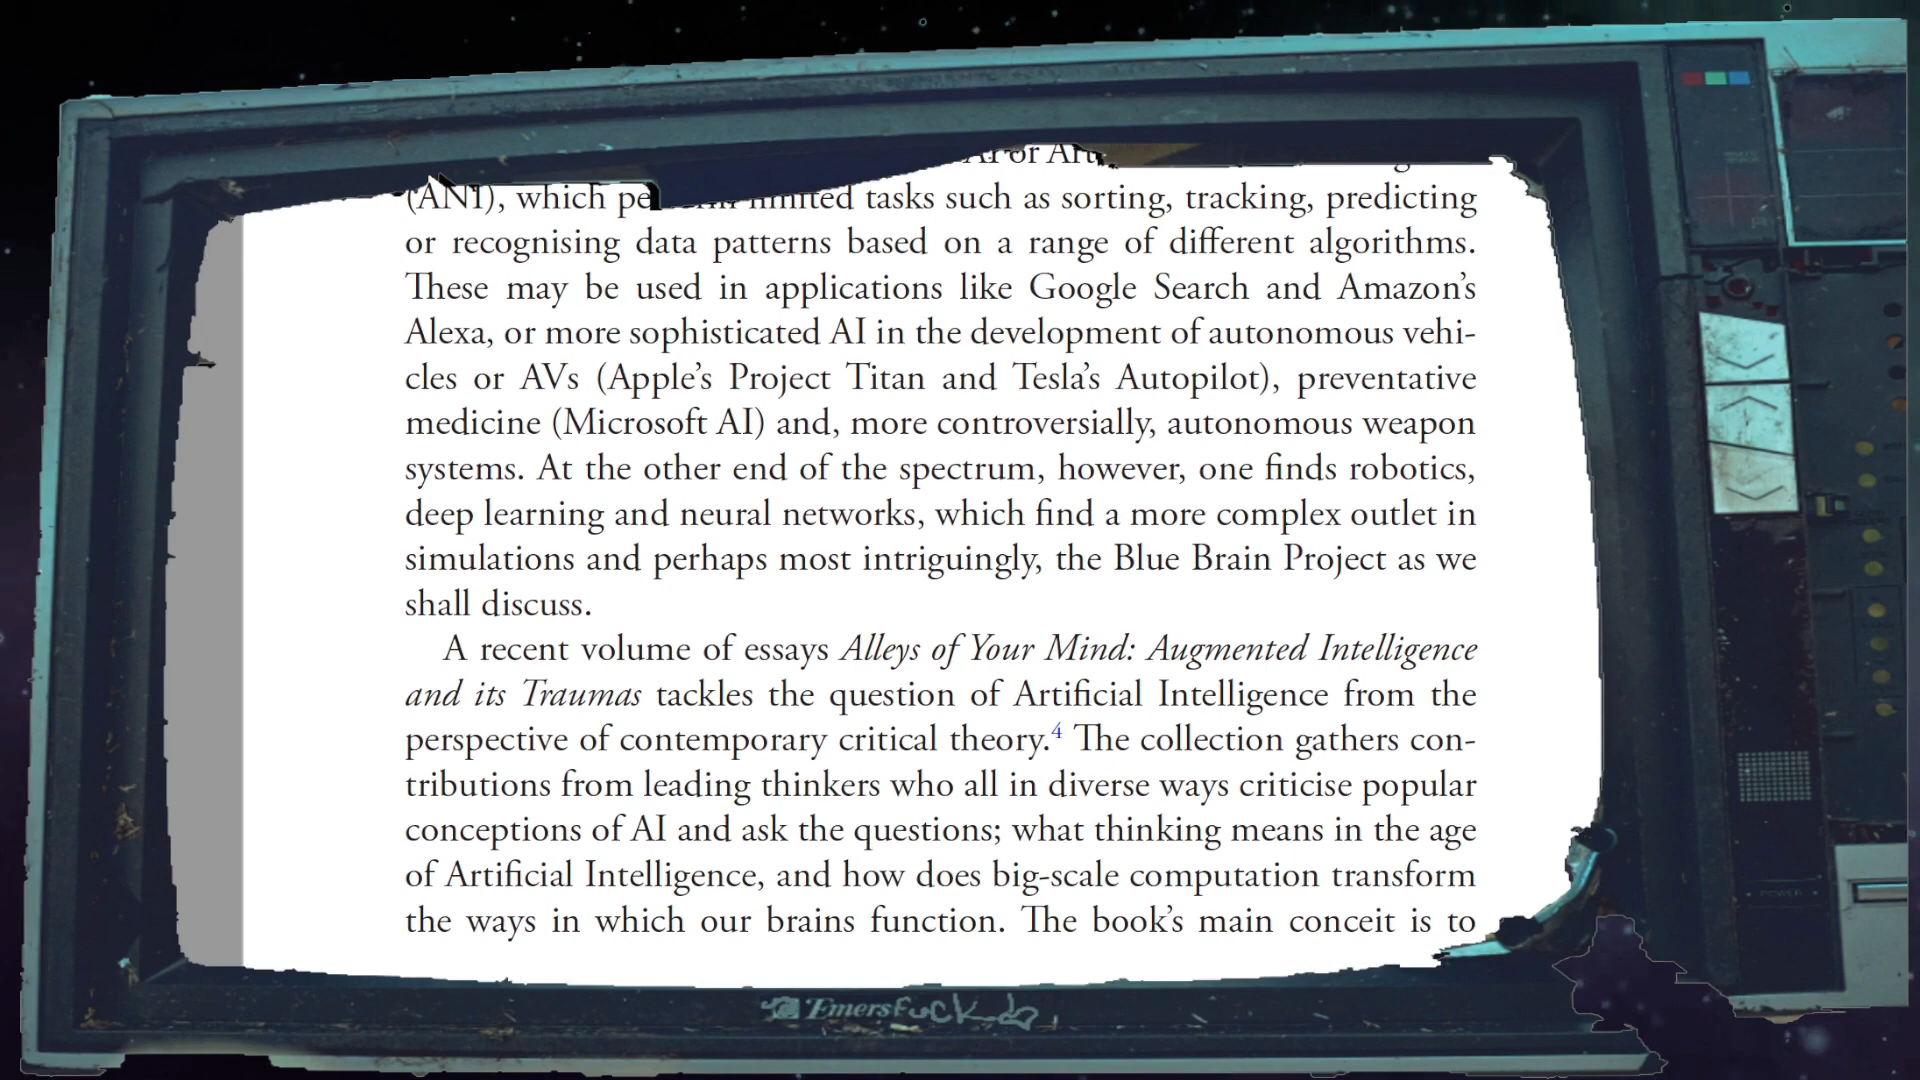 AI or
(ANI), which perform limited tasks such as sorting, tracking, predicting
or recognising data patterns based on a range of different algorithms.
These may be used in applications like Google Search and Amazon’s
Alexa, or more sophisticated AI in the development of autonomous vehi-
cles or AVs (Apple’s Project Titan and Tesla’s Autopilot), preventative
medicine (Microsoft AI) and, more controversially, autonomous weapon
systems. At the other end of the spectrum, however, one finds robotics,
deep learning and neural networks, which find a more complex outlet in
simulations and perhaps most intriguingly, the Blue Brain Project as we
shall discuss.
A recent volume of essays Alleys of Your Mind: Augmented Intelligence
and its Traumas tackles the question of Artificial Intelligence from the
perspective of contemporary critical theory.4 The collection gathers con-
tributions from leading thinkers who all in diverse ways criticise popular
conceptions of AI and ask the questions; what thinking means in the age
of Artificial Intelligence, and how does big-scale computation transform
the ways in which our brains function. The book’s main conceit is to